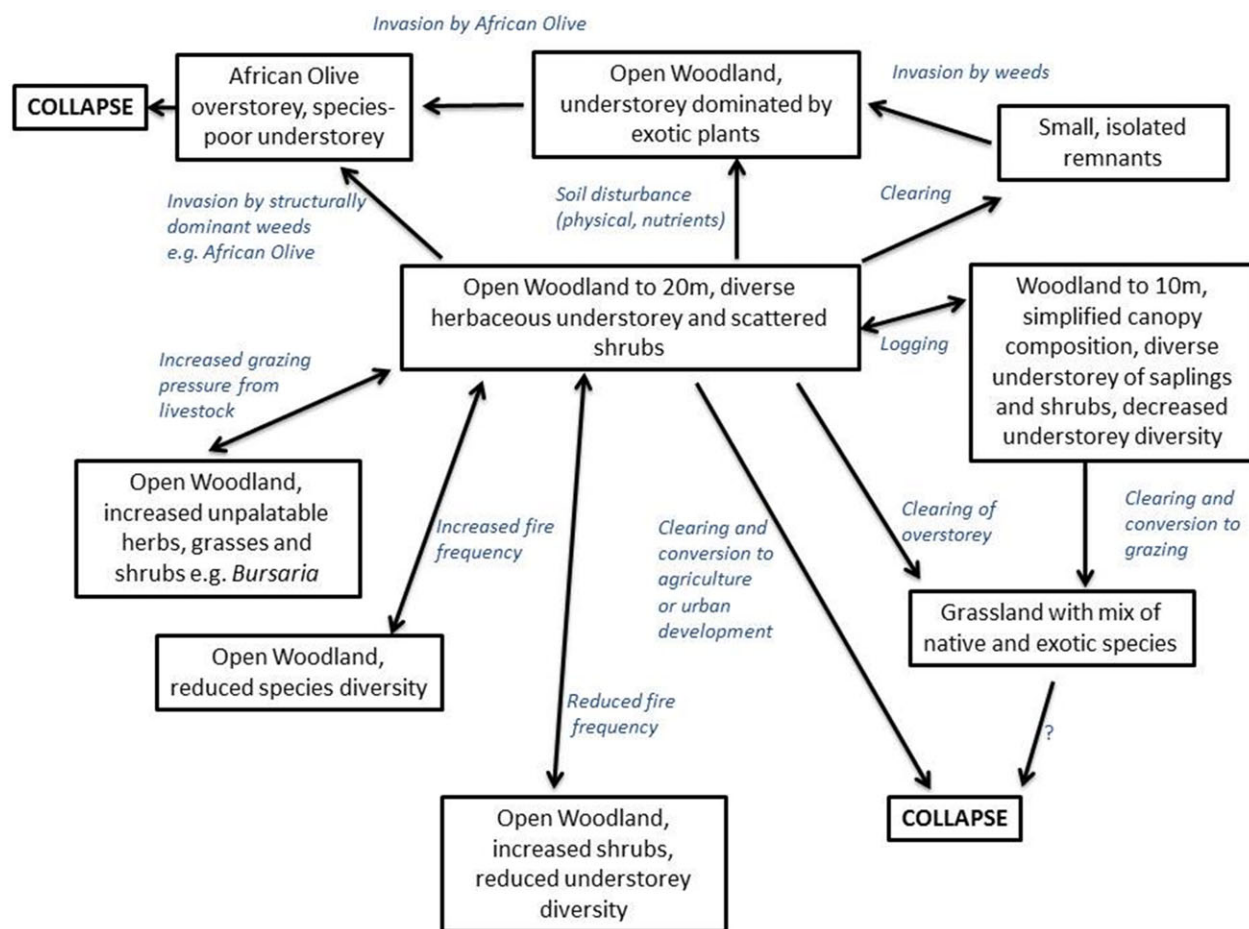 Invasion by African Olive
COLLAPSE
African Olive
overstorey, species-
poor understorey
Open Woodland,
understorey dominated by
exotic plants
Invasion by weeds
Small, isolated
remnants
Invasion by structurally
dominant weeds
e.g. African Olive
Soil disturbance
(physical, nutrients)
Clearing
Open Woodland to 20m, diverse
herbaceous understorey and scattered
shrubs
Logging
Woodland to 10m,
simplified canopy
composition, diverse
understorey of saplings
and shrubs, decreased
understorey diversity
Increased grazing
pressure from
livestock
Open Woodland,
increased unpalatable
herbs, grasses and
shrubs e.g. Bursaria
Increased fire
frequency
Clearing and
conversion to
agriculture
or urban
development
Clearing of
overstorey
Clearing and
conversion to
grazing
Grassland with mix of
native and exotic species
Open Woodland,
reduced species diversity
Reduced fire
frequency
?
Open Woodland,
increased shrubs,
reduced understorey
diversity
COLLAPSE